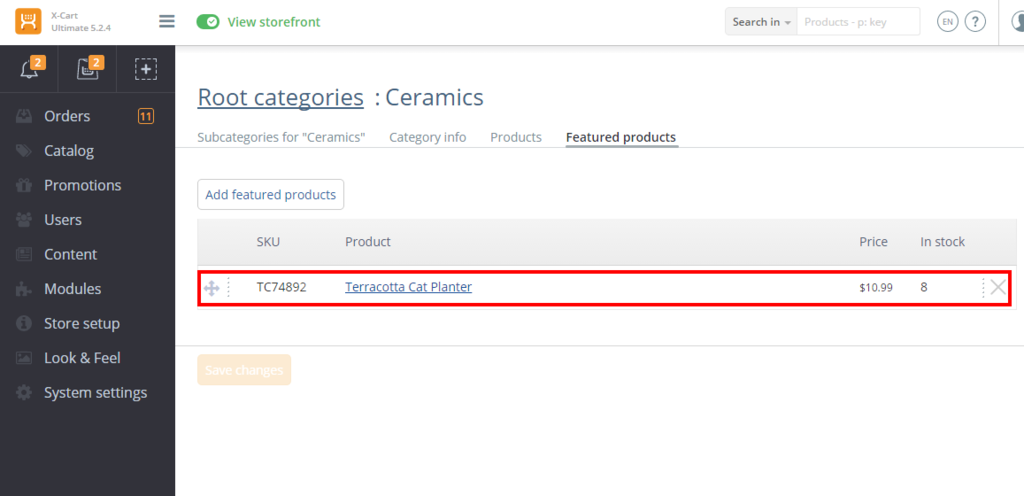 X-Cart
Ultimate 5.2.4
View storefront
Search in
Products - p: key
EN
?
2
2
Orders
11
Catalog
Promotions
Users
Content
Modules
Store setup
Look & Feel
System settings
Root categories : Ceramics
Subcategories for "Ceramics" Category info Products Featured products
Add featured products
SKU Product Price In stock
TC74892 Terracotta Cat Planter $10.99 8
Save changes